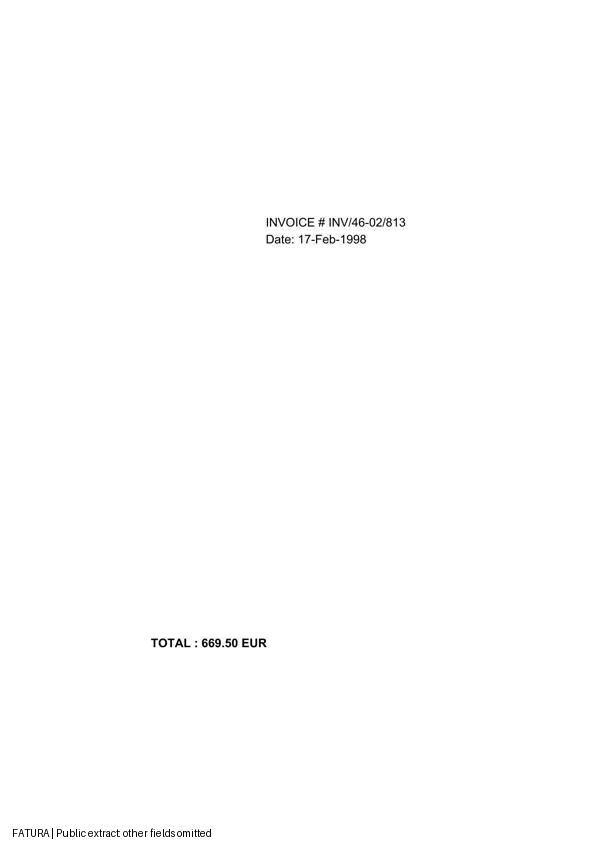 INVOICE # INV/46-02/813
Date: 17-Feb-1998
TOTAL : 669.50 EUR
FATURA | Public extract: other fields omitted